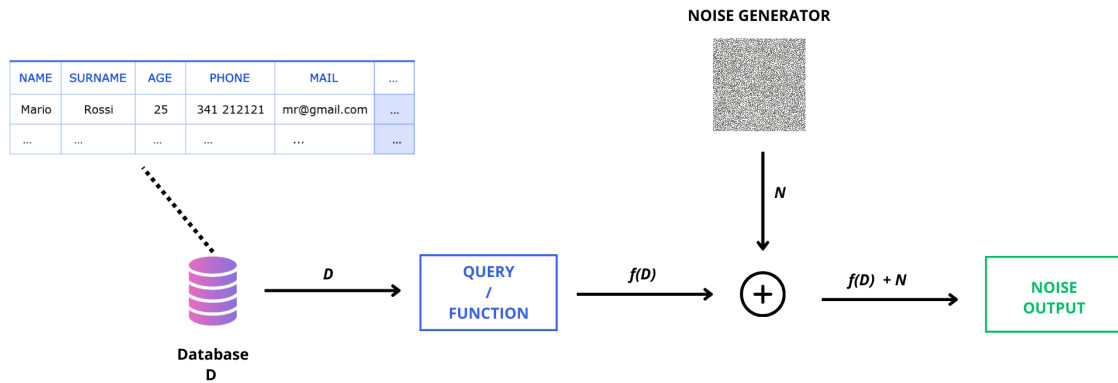 NOISE GENERATOR
NAME SURNAME AGE PHONE MAIL ...
Mario Rossi 25 341 212121 mr@gmail.com ...
... ... ... ... ... ...
N
D
QUERY
/
FUNCTION
f(D)
+
f(D) + N
NOISE
OUTPUT
Database
D